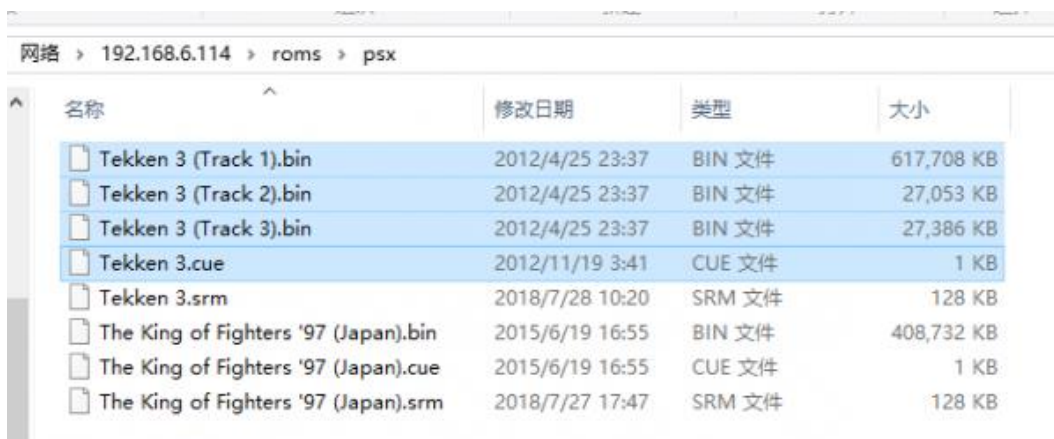 网络 › 192.168.6.114 › roms › psx
名称 修改日期 类型 大小
Tekken 3 (Track 1).bin 2012/4/25 23:37 BIN 文件 617,708 KB
Tekken 3 (Track 2).bin 2012/4/25 23:37 BIN 文件 27,053 KB
Tekken 3 (Track 3).bin 2012/4/25 23:37 BIN 文件 27,386 KB
Tekken 3.cue 2012/11/19 3:41 CUE 文件 1 KB
Tekken 3.srm 2018/7/28 10:20 SRM 文件 128 KB
The King of Fighters '97 (Japan).bin 2015/6/19 16:55 BIN 文件 408,732 KB
The King of Fighters '97 (Japan).cue 2015/6/19 16:55 CUE 文件 1 KB
The King of Fighters '97 (Japan).srm 2018/7/27 17:47 SRM 文件 128 KB